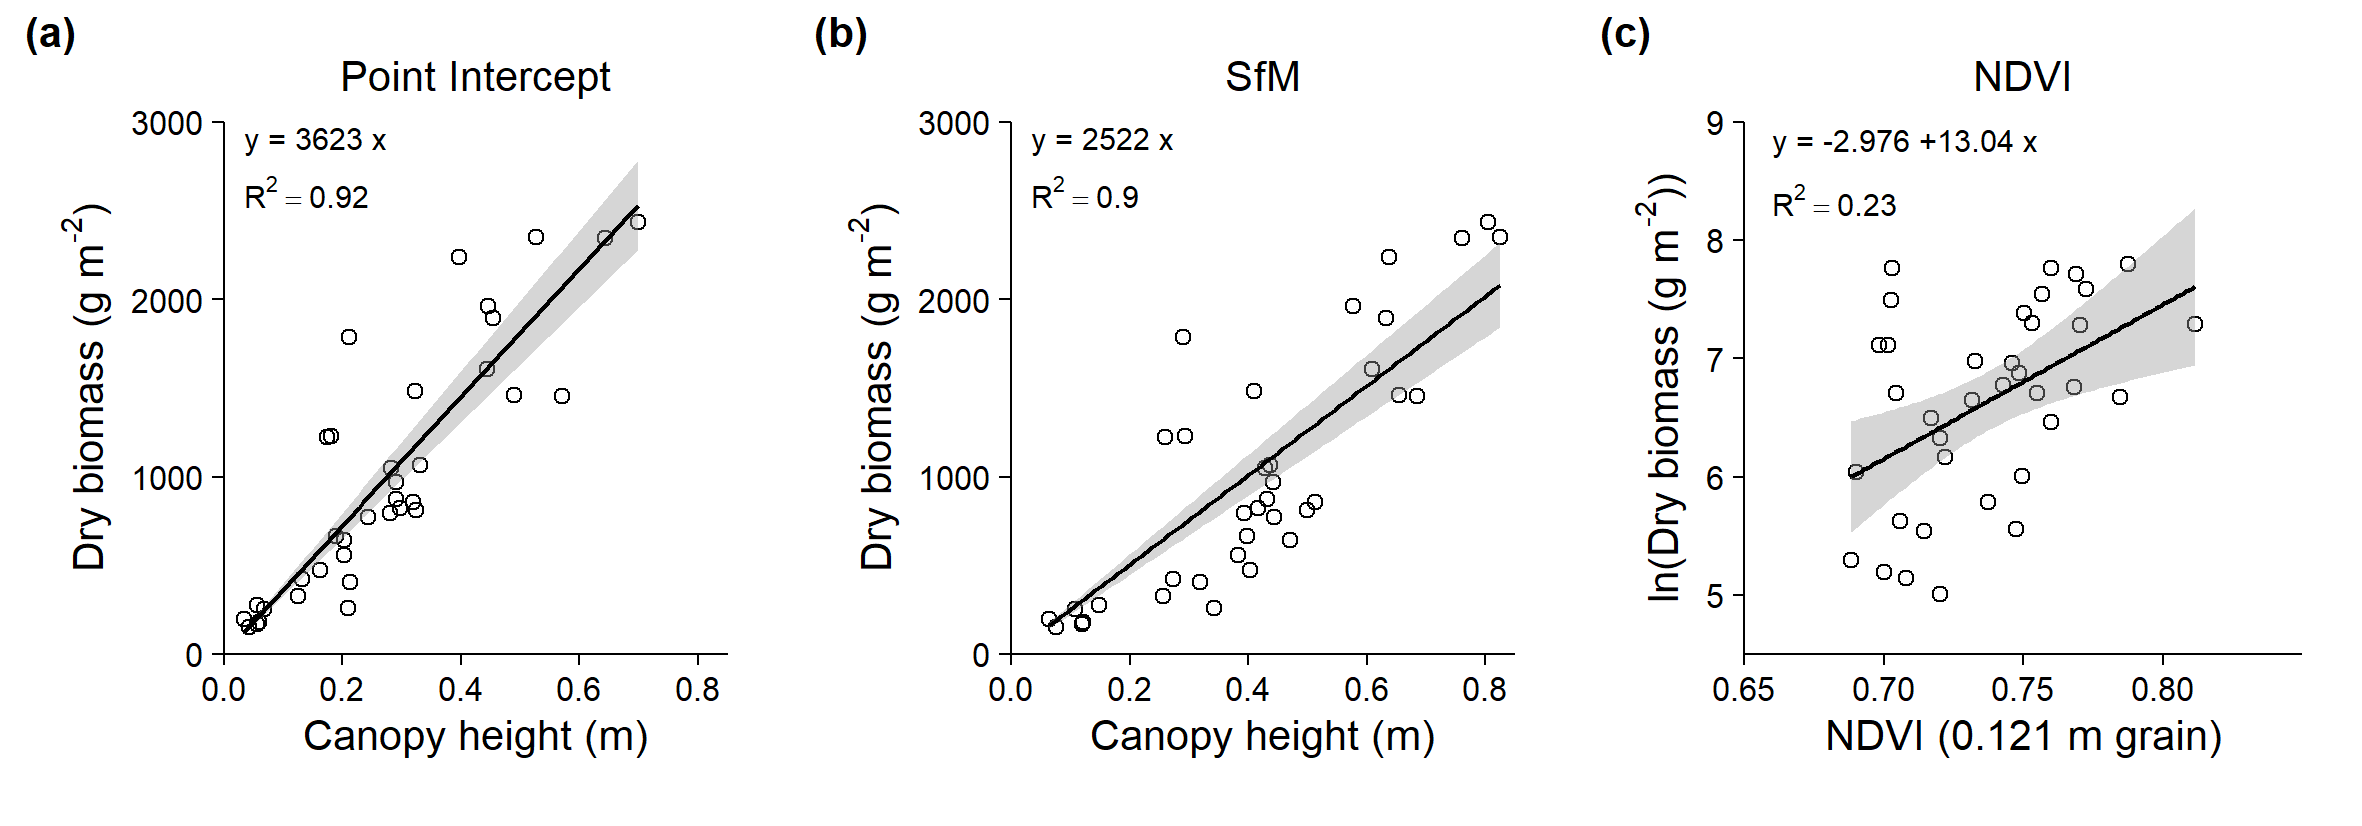 (a)
Point Intercept
y = 3623 x
R² = 0.92
3000
2000
1000
0
0.0 0.2 0.4 0.6 0.8
Dry biomass (g m⁻²)
Canopy height (m)
(b)
SfM
y = 2522 x
R² = 0.9
3000
2000
1000
0
0.0 0.2 0.4 0.6 0.8
Dry biomass (g m⁻²)
Canopy height (m)
(c)
NDVI
y = -2.976 +13.04 x
R² = 0.23
9
8
7
6
5
0.65 0.70 0.75 0.80
ln(Dry biomass (g m⁻²))
NDVI (0.121 m grain)